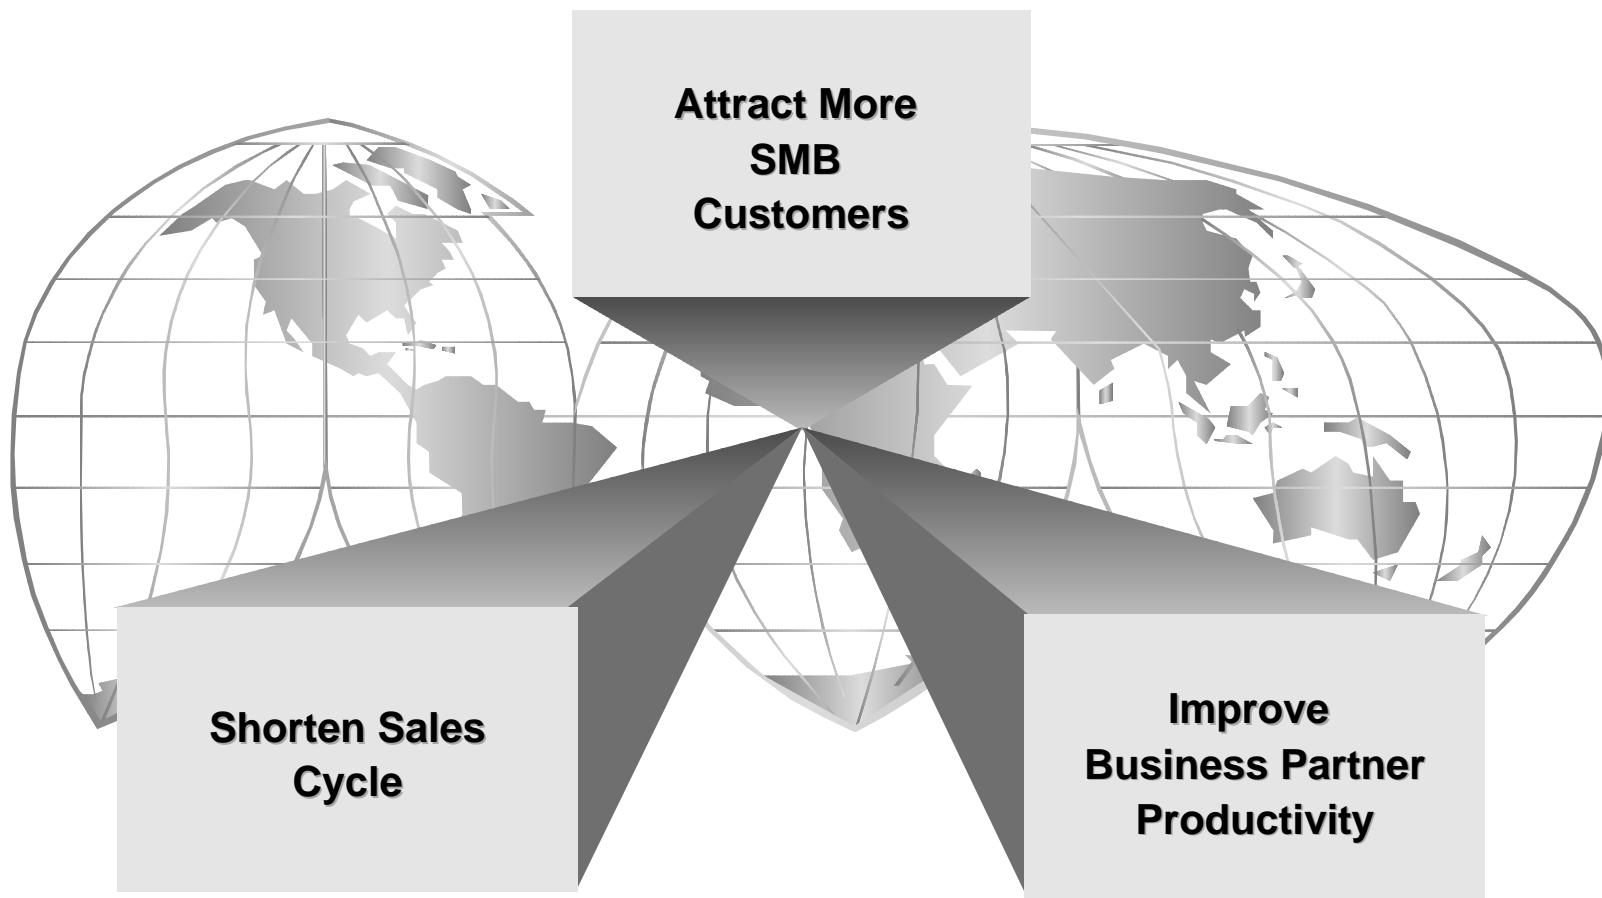 Attract More
SMB
Customers
Shorten Sales
Cycle
Improve
Business Partner
Productivity